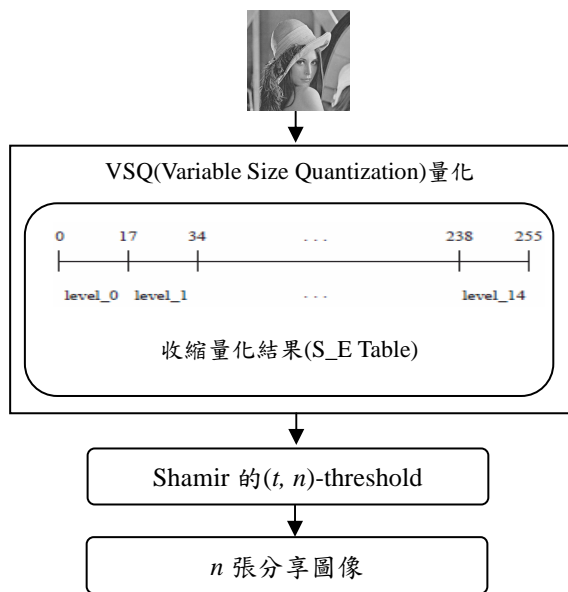 VSQ(Variable Size Quantization)量化
0 17 34 . . . 238 255
level_0 level_1 . . . level_14
收縮量化結果(S_E Table)
Shamir 的(t, n)-threshold
n 張分享圖像